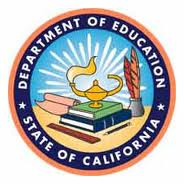 DEPARTMENT OF EDUCATION
STATE OF CALIFORNIA